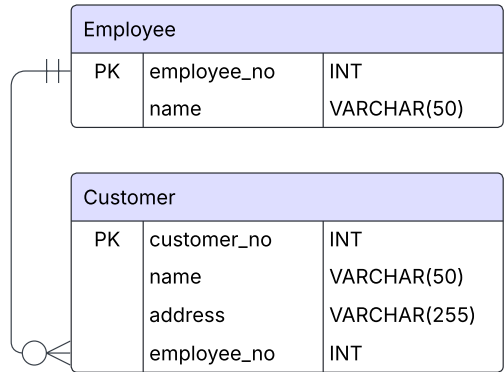 Employee
PK employee_no INT
name VARCHAR(50)
Customer
PK customer_no INT
name VARCHAR(50)
address VARCHAR(255)
employee_no INT